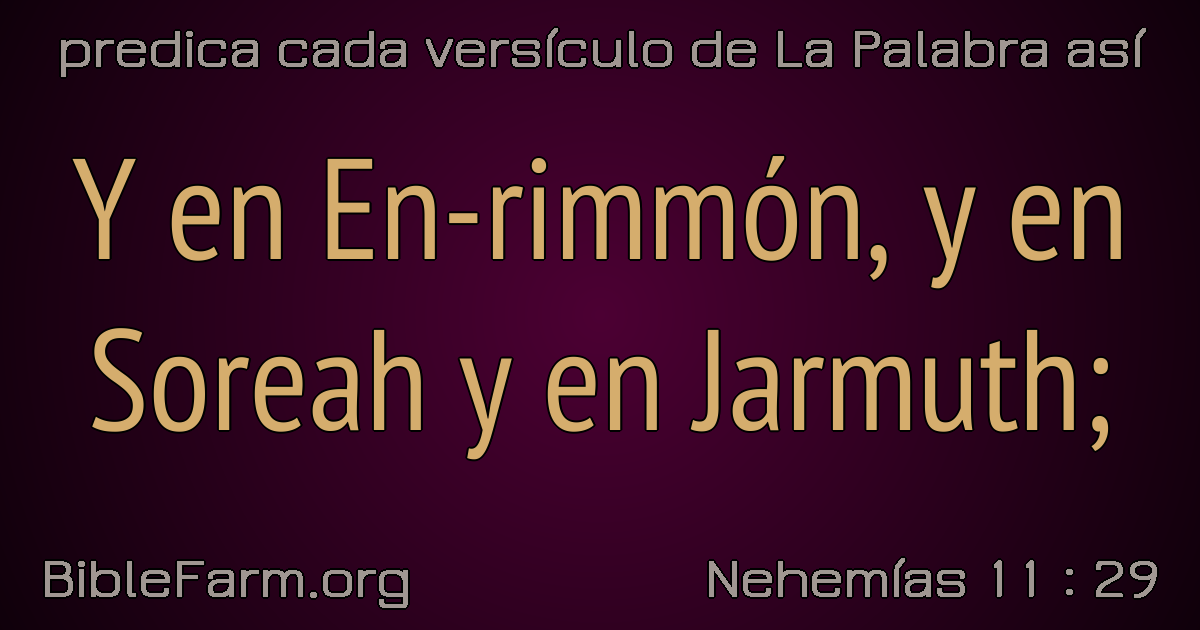 predica cada versículo de La Palabra así
Y en En-rimmón, y en
Soreah y en Jarmuth;
BibleFarm.org
Nehemías 11 : 29